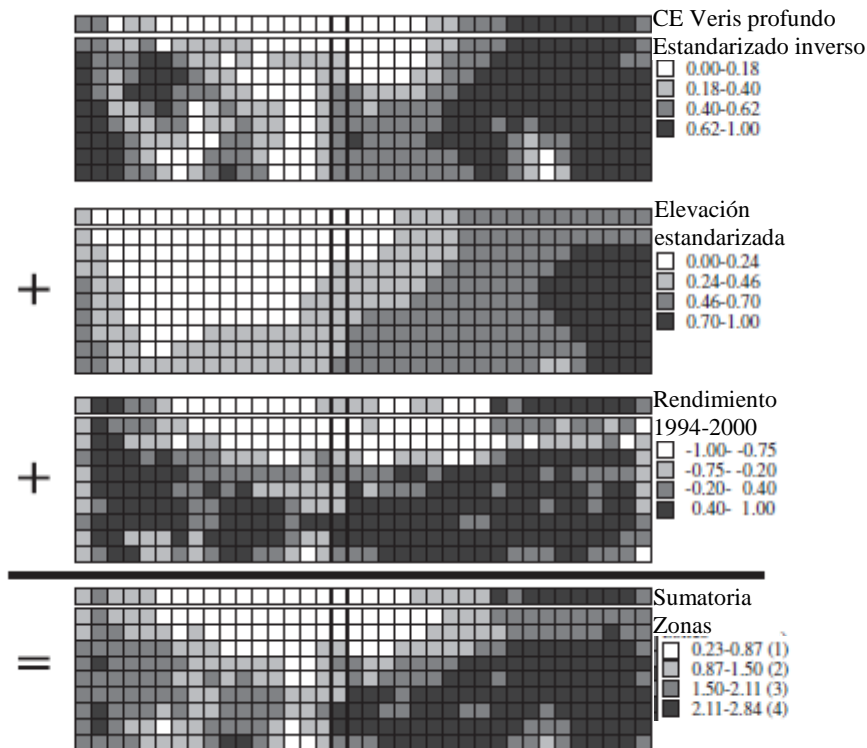 CE Veris profundo
Estandarizado inverso
0.00-0.18
0.18-0.40
0.40-0.62
0.62-1.00
Elevación
estandarizada
0.00-0.24
0.24-0.46
0.46-0.70
0.70-1.00
+
Rendimiento
1994-2000
-1.00- -0.75
-0.75- -0.20
-0.20- 0.40
0.40- 1.00
+
Sumatoria
Zonas
0.23-0.87 (1)
0.87-1.50 (2)
1.50-2.11 (3)
2.11-2.84 (4)
=